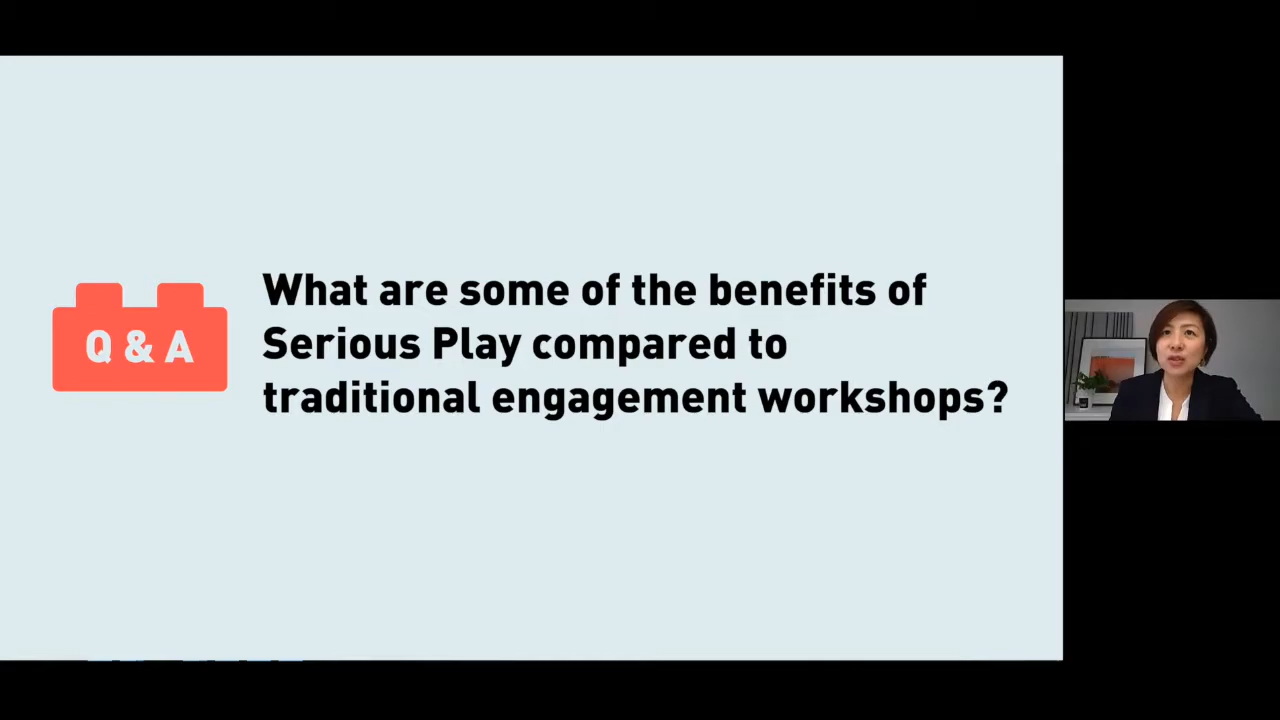 Q & A
What are some of the benefits of
Serious Play compared to
traditional engagement workshops?